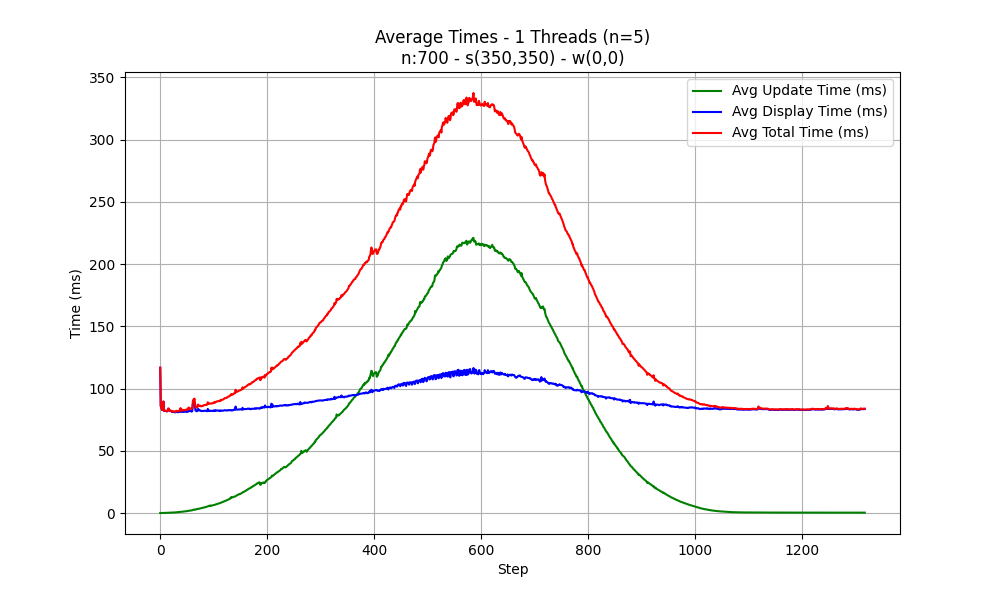 Average Times - 1 Threads (n=5)
n:700 - s(350,350) - w(0,0)
Avg Update Time (ms)
Avg Display Time (ms)
Avg Total Time (ms)
Time (ms)
350
300
250
200
150
100
50
0
0 200 400 600 800 1000 1200
Step